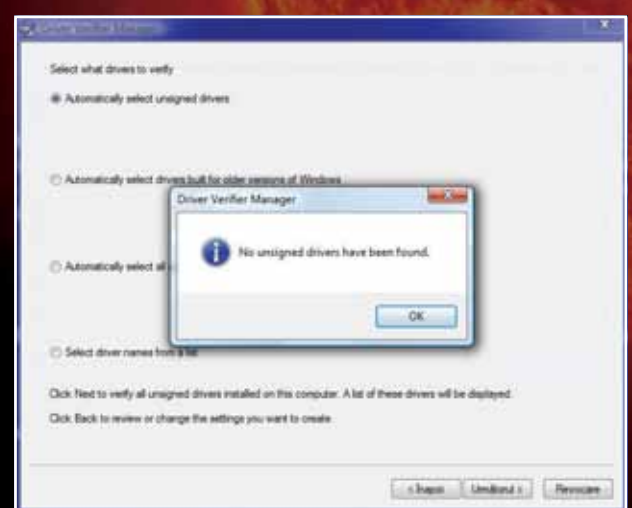 Driver Verifier Manager
Select what drivers to verify
Automatically select unsigned drivers
Automatically select drivers built for older versions of Windows
Driver Verifier Manager
No unsigned drivers have been found.
Automatically select all
OK
Select driver names from a list
Click Next to verify all unsigned drivers installed on this computer. A list of these drivers will be displayed.
Click Back to review or change the settings you want to create.
< Înapoi Următorul > Revocare